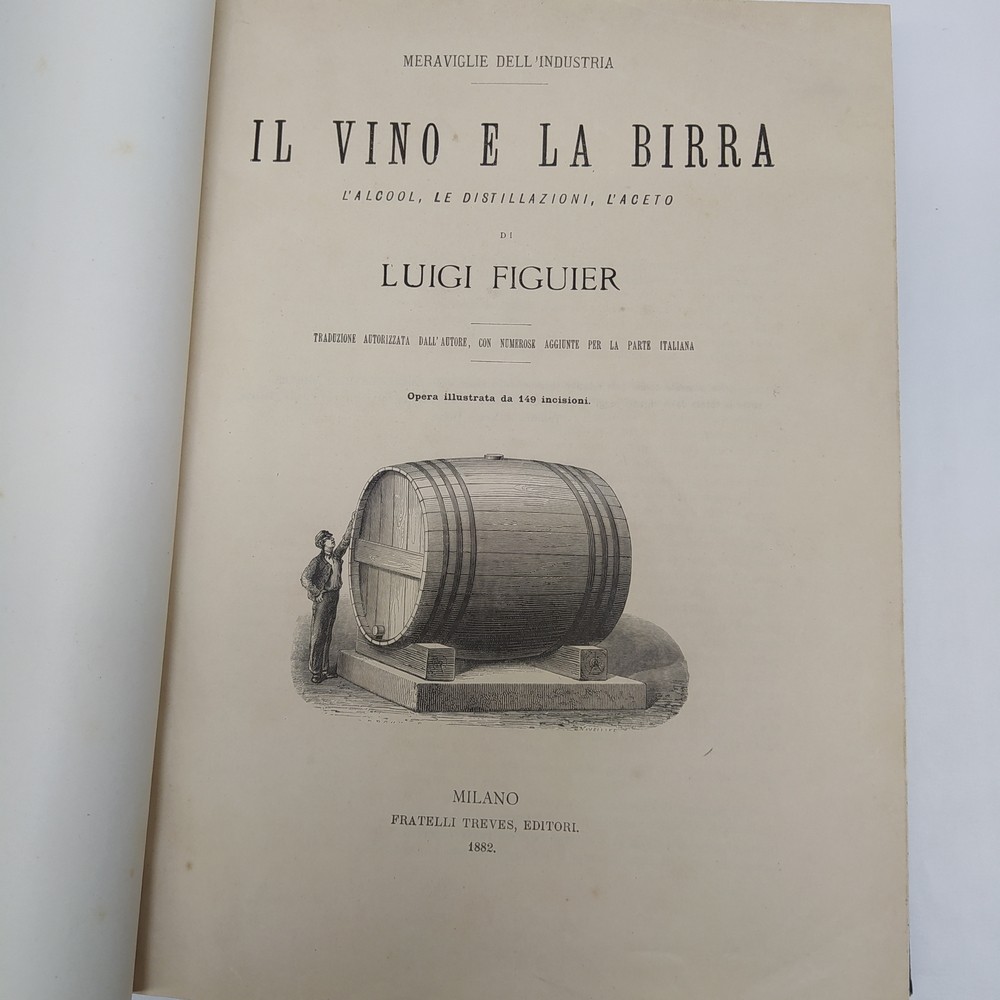 MERAVIGLIE DELL'INDUSTRIA
IL VINO E LA BIRRA
L'ALCOOL, LE DISTILLAZIONI, L'ACETO
DI
LUIGI FIGUIER
TRADUZIONE AUTORIZZATA DALL'AUTORE, CON NUMEROSE AGGIUNTE PER LA PARTE ITALIANA
Opera illustrata da 149 incisioni.
MILANO
FRATELLI TREVES, EDITORI.
1882.